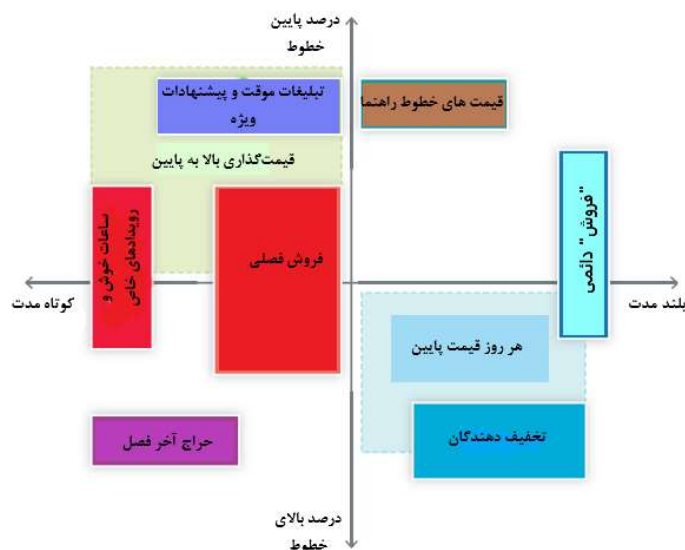 درصد پایین
خطوط
تبلیغات موقت و پیشنهادات
ویژه
قیمت های خطوط راهنما
قیمت‌گذاری بالا به پایین
ساعات خوش و
رویدادهای خاص
فروش فصلی
"فروش" دائمی
کوتاه مدت
بلند مدت
هر روز قیمت پایین
حراج آخر فصل
تخفیف دهندگان
درصد بالای
خطوط